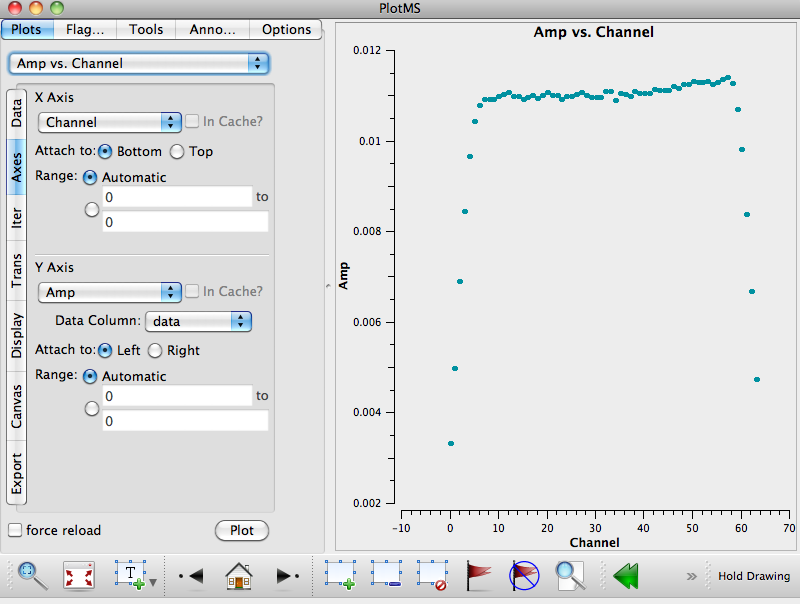 PlotMS
Plots Flag... Tools Anno... Options
Amp vs. Channel
Data
Axes
Iter
Trans
Display
Canvas
Export
X Axis
Channel In Cache?
Attach to: Bottom Top
Range: Automatic
0 to
0
Y Axis
Amp In Cache?
Data Column: data
Attach to: Left Right
Range: Automatic
0 to
0
force reload Plot
Amp vs. Channel
0.012
0.01
0.008
0.006
0.004
0.002
Amp
-10 0 10 20 30 40 50 60 70
Channel
T
Hold Drawing